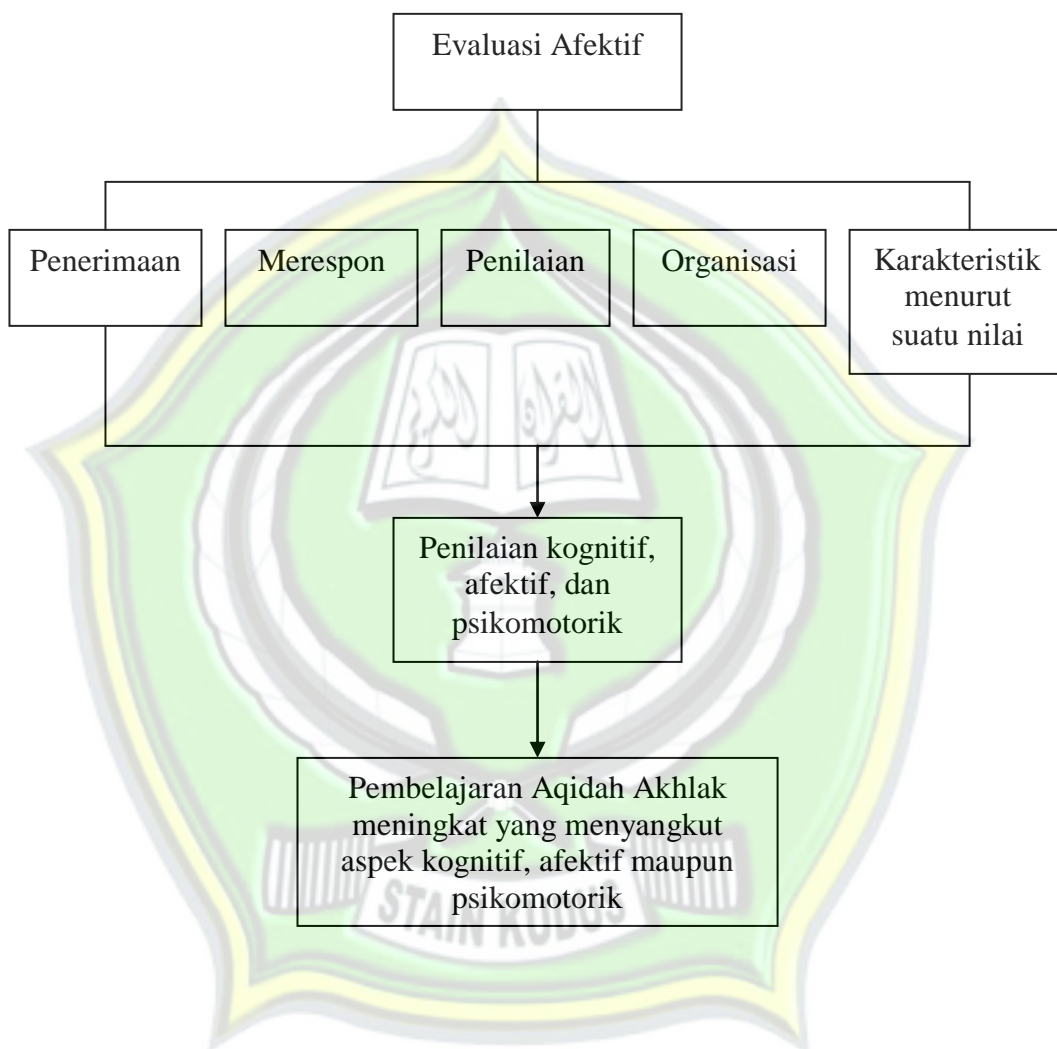 Evaluasi Afektif
Penerimaan
Merespon
Penilaian
Organisasi
Karakteristik
menurut
suatu nilai
Penilaian kognitif,
afektif, dan
psikomotorik
Pembelajaran Aqidah Akhlak
meningkat yang menyangkut
aspek kognitif, afektif maupun
psikomotorik
STAIN KUDUS